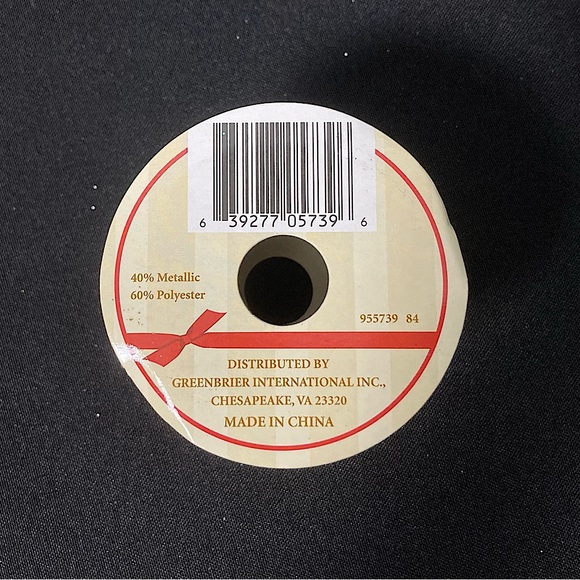 6 39277 05739 6
40% Metallic
60% Polyester
955739 84
DISTRIBUTED BY
GREENBRIER INTERNATIONAL INC.,
CHESAPEAKE, VA 23320
MADE IN CHINA